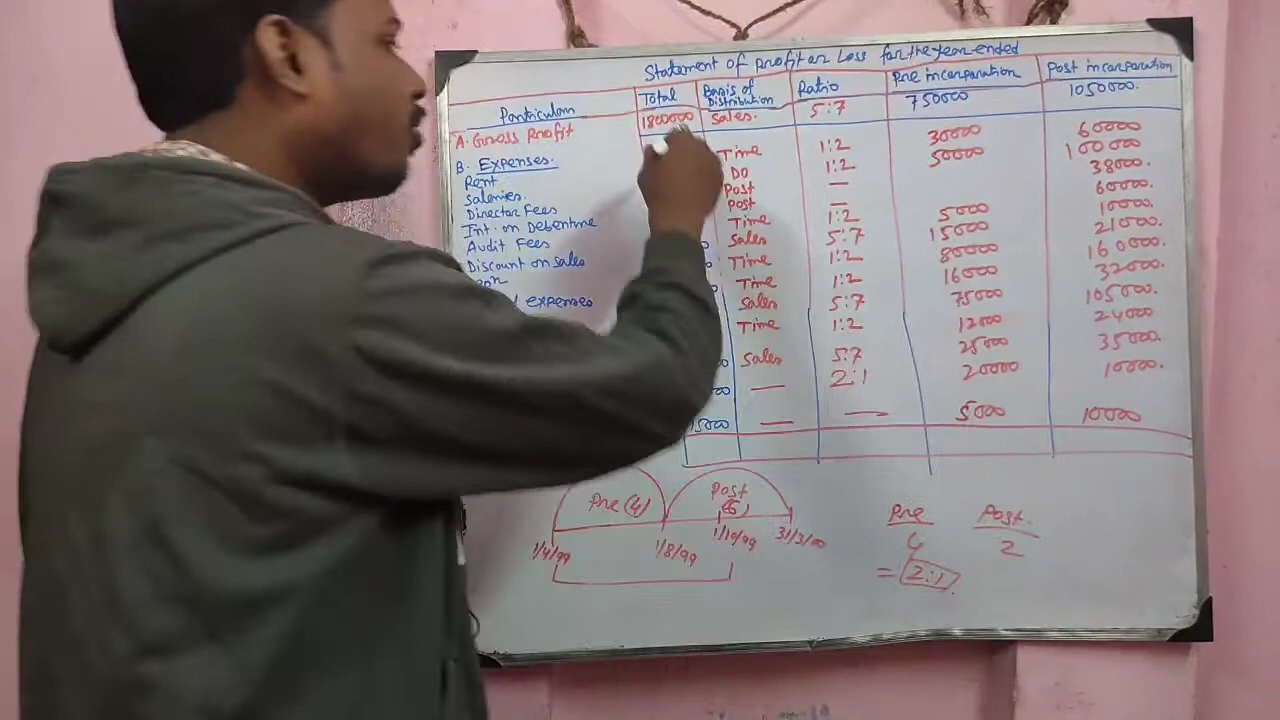 Statement of Profit or Loss for the year ended
Particulars Total Basis of Distribution Ratio Pre incorparation Post incorparation
A. Gross Profit 1800000 Sales. 5:7 750000 1050000.
B. Expenses.
Rent Time 1:2 30000 60000
Salaries. Do 1:2 50000 100000
Director Fees Post — 38000
Int. on Debenture Post — 60000.
Audit Fees Time 1:2 5000 10000
Discount on sales Sales 5:7 15000 21000.
Time 1:2 80000 160000.
expenses Time 1:2 16000 32000.
Sales 5:7 75000 105000.
Time 1:2 12000 24000
Sales 5:7 25000 35000.
— 2:1 20000 10000.
15000 — — 5000 10000
Pre (4) Post
1/4/99 1/8/99 1/10/99 31/3/00
Pre Post.
4 2
= 2:1